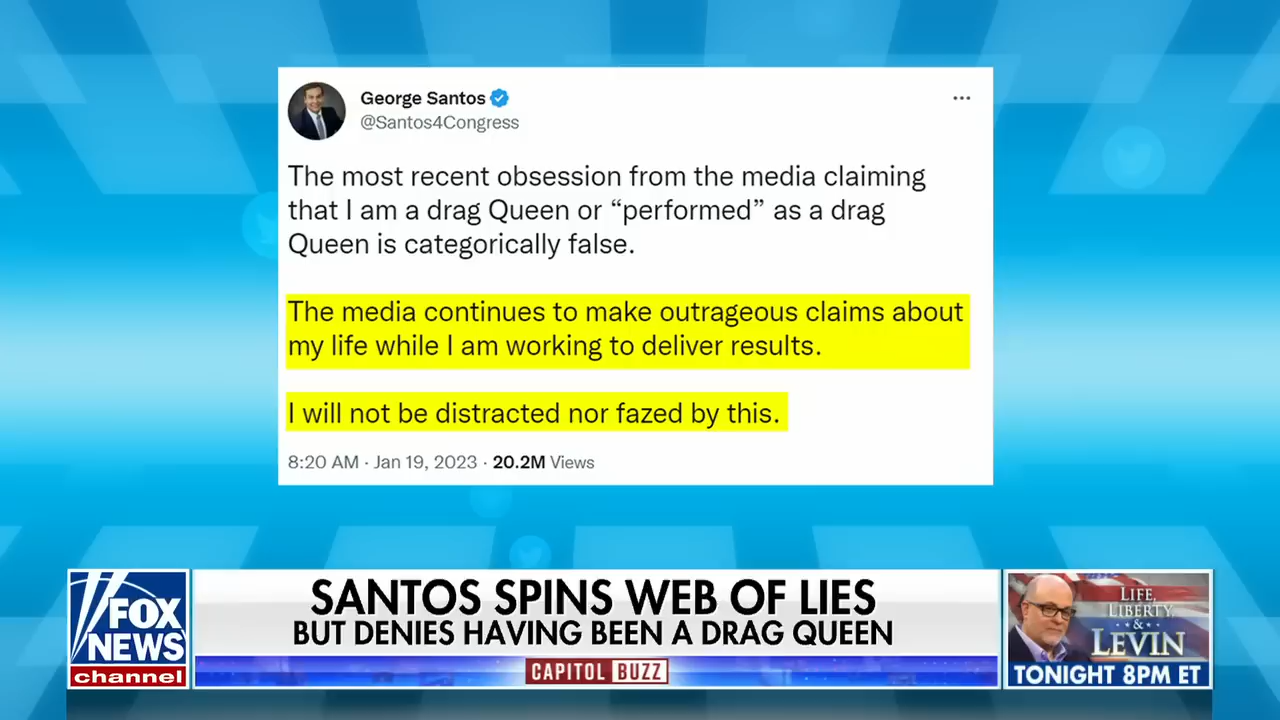 George Santos
@Santos4Congress
...
The most recent obsession from the media claiming
that I am a drag Queen or “performed” as a drag
Queen is categorically false.
The media continues to make outrageous claims about
my life while I am working to deliver results.
I will not be distracted nor fazed by this.
8:20 AM · Jan 19, 2023 · 20.2M Views
FOX
NEWS
channel
SANTOS SPINS WEB OF LIES
BUT DENIES HAVING BEEN A DRAG QUEEN
CAPITOL BUZZ
LIFE,
LIBERTY
&
LEVIN
TONIGHT 8PM ET